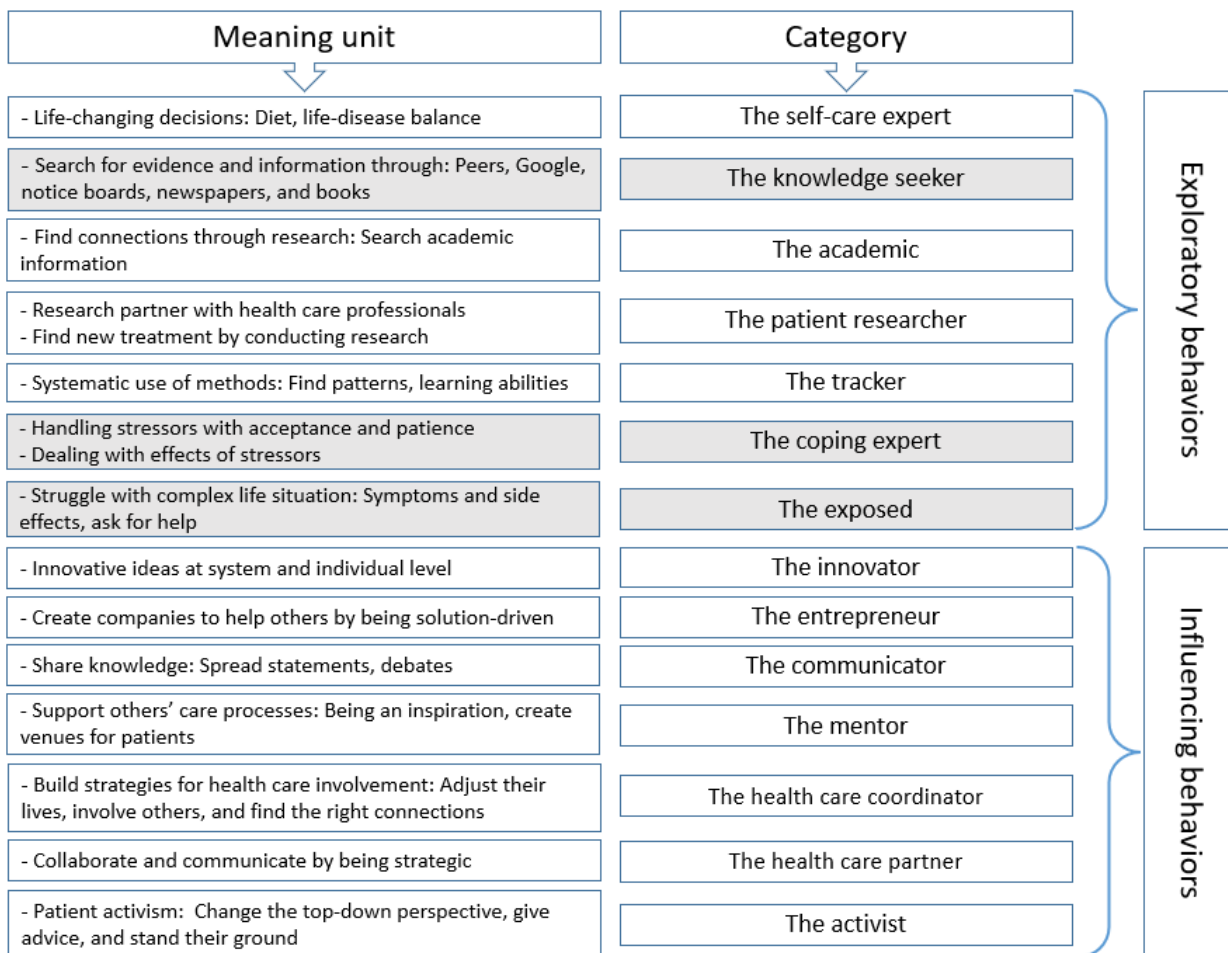 Meaning unit
Category
- Life-changing decisions: Diet, life-disease balance
The self-care expert
- Search for evidence and information through: Peers, Google,
notice boards, newspapers, and books
The knowledge seeker
- Find connections through research: Search academic
information
The academic
- Research partner with health care professionals
- Find new treatment by conducting research
The patient researcher
- Systematic use of methods: Find patterns, learning abilities
The tracker
- Handling stressors with acceptance and patience
- Dealing with effects of stressors
The coping expert
- Struggle with complex life situation: Symptoms and side
effects, ask for help
The exposed
Exploratory behaviors
- Innovative ideas at system and individual level
The innovator
- Create companies to help others by being solution-driven
The entrepreneur
- Share knowledge: Spread statements, debates
The communicator
- Support others’ care processes: Being an inspiration, create
venues for patients
The mentor
- Build strategies for health care involvement: Adjust their
lives, involve others, and find the right connections
The health care coordinator
- Collaborate and communicate by being strategic
The health care partner
- Patient activism:  Change the top-down perspective, give
advice, and stand their ground
The activist
Influencing behaviors